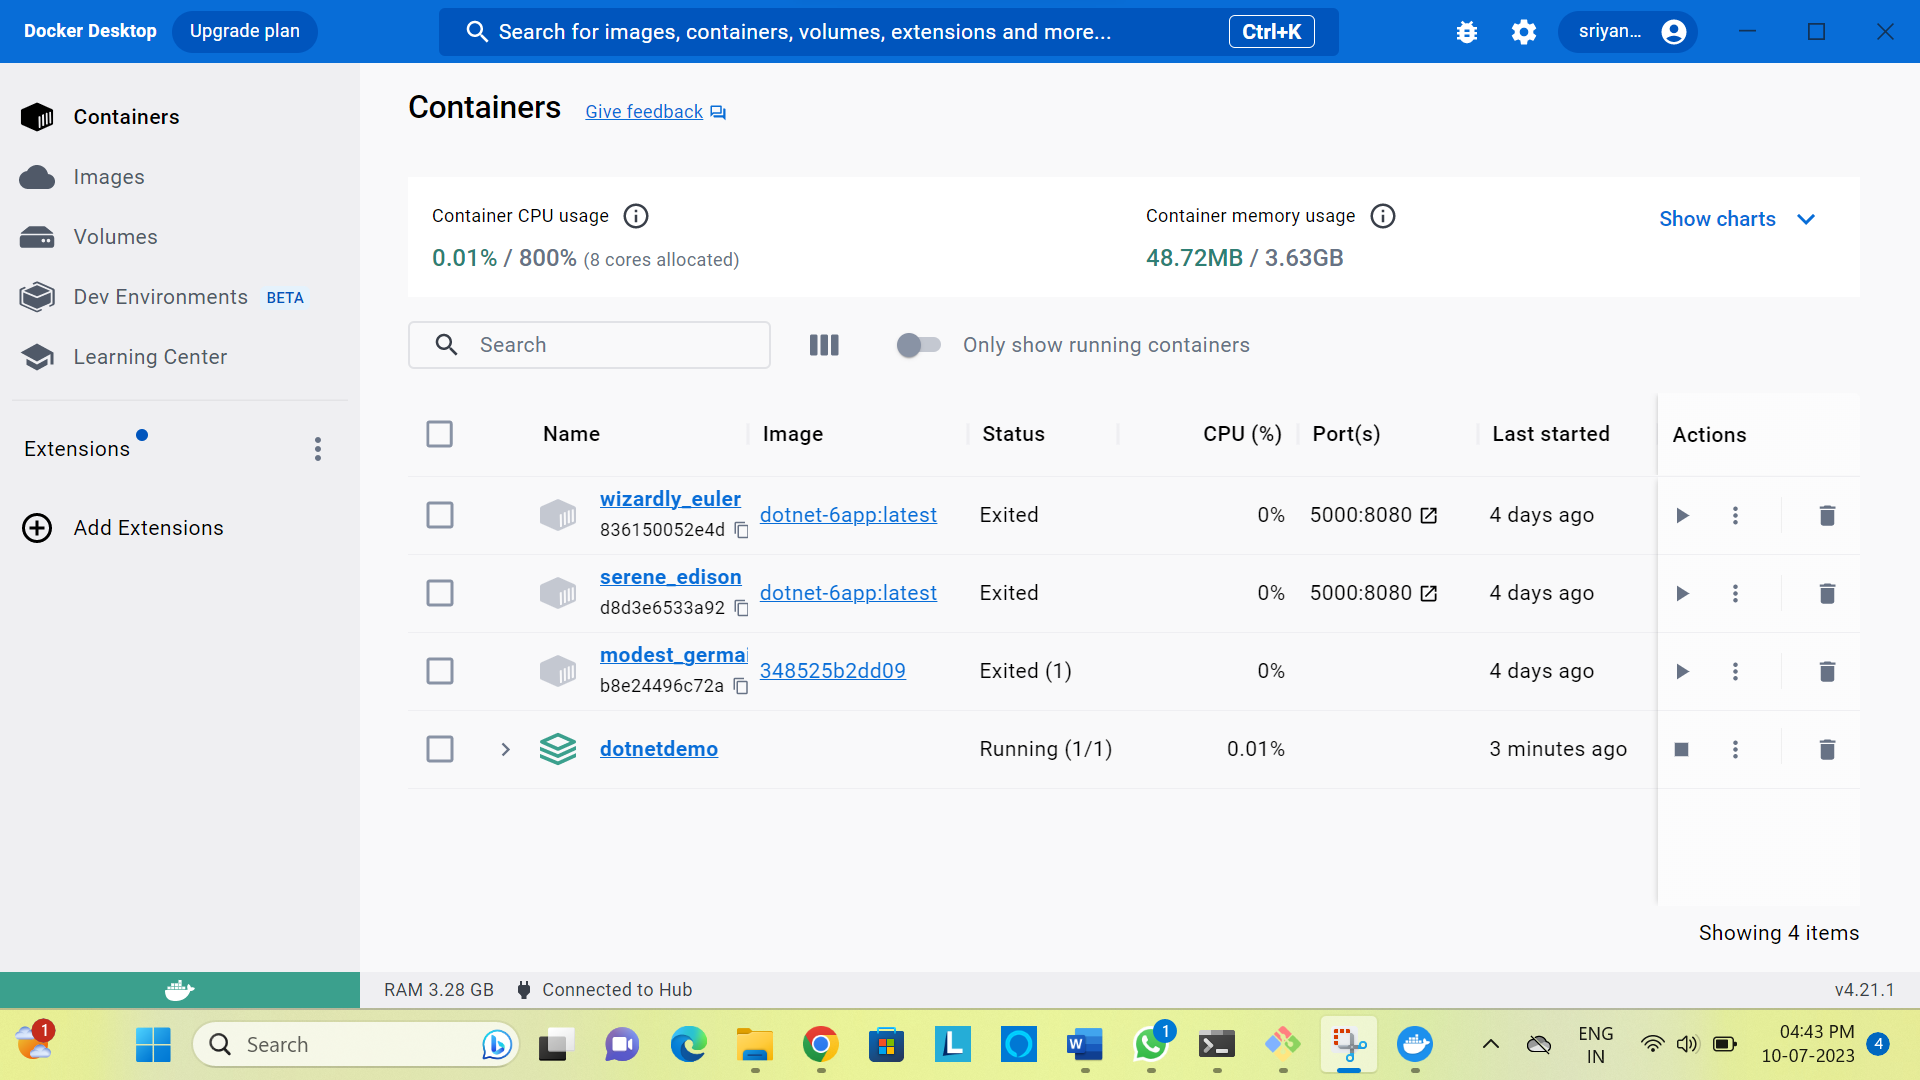 Docker Desktop
Upgrade plan
Search for images, containers, volumes, extensions and more...
Ctrl+K
sriyan...
Containers
Images
Volumes
Dev Environments BETA
Learning Center
Extensions
Add Extensions
Containers
Give feedback
Container CPU usage
0.01% / 800% (8 cores allocated)
Container memory usage
48.72MB / 3.63GB
Show charts
Search
Only show running containers
Name Image Status CPU (%) Port(s) Last started Actions
wizardly_euler
836150052e4d
dotnet-6app:latest Exited 0% 5000:8080 4 days ago
serene_edison
d8d3e6533a92
dotnet-6app:latest Exited 0% 5000:8080 4 days ago
modest_germai
b8e24496c72a
348525b2dd09 Exited (1) 0% 4 days ago
dotnetdemo Running (1/1) 0.01% 3 minutes ago
Showing 4 items
RAM 3.28 GB Connected to Hub v4.21.1
1
Search
L
W
1
ENG
IN
04:43 PM
10-07-2023
4